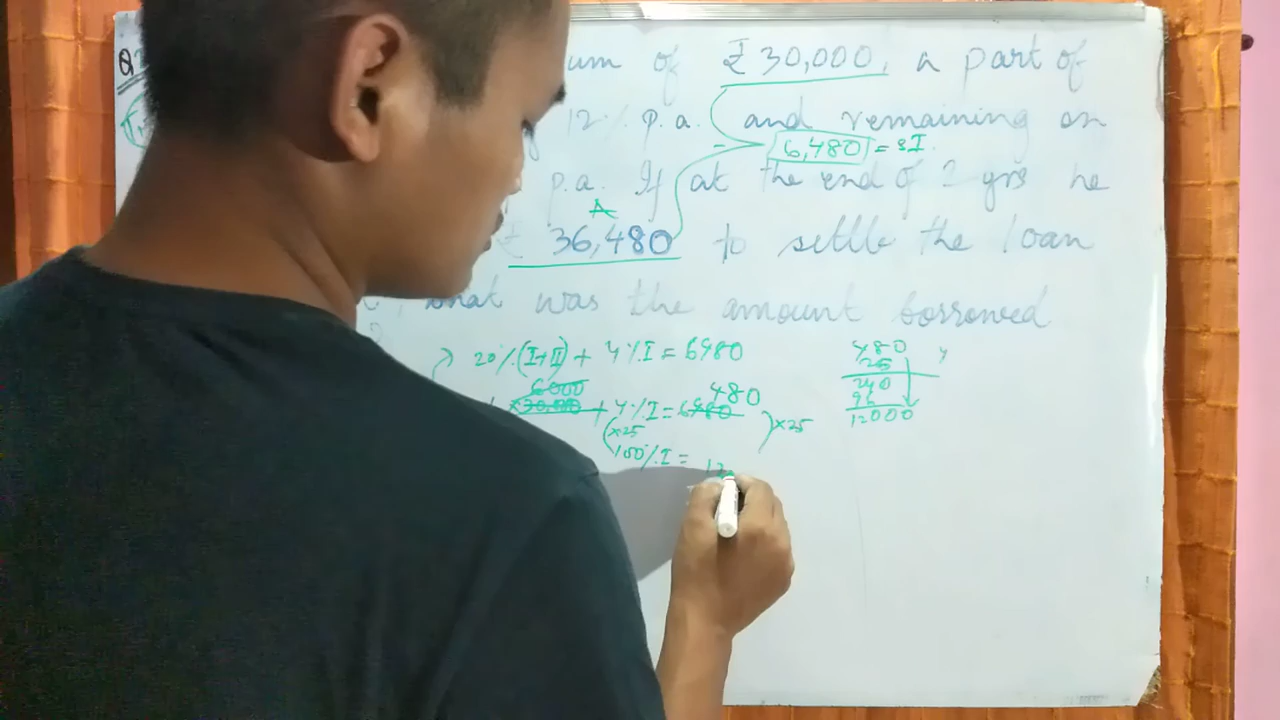 Q
um of ₹ 30,000, a part of
12% p.a. and remaining on
6,480 = SI.
p.a. If at the end of 2 yrs he
A
₹ 36,480 to settle the loan
what was the amount borrowed
?
20%(I+II) + 4%I = 6480
6000
×30,000 + 4%I = 6480
480
×25
×25
100%I = 12
480
25
240
96
12000